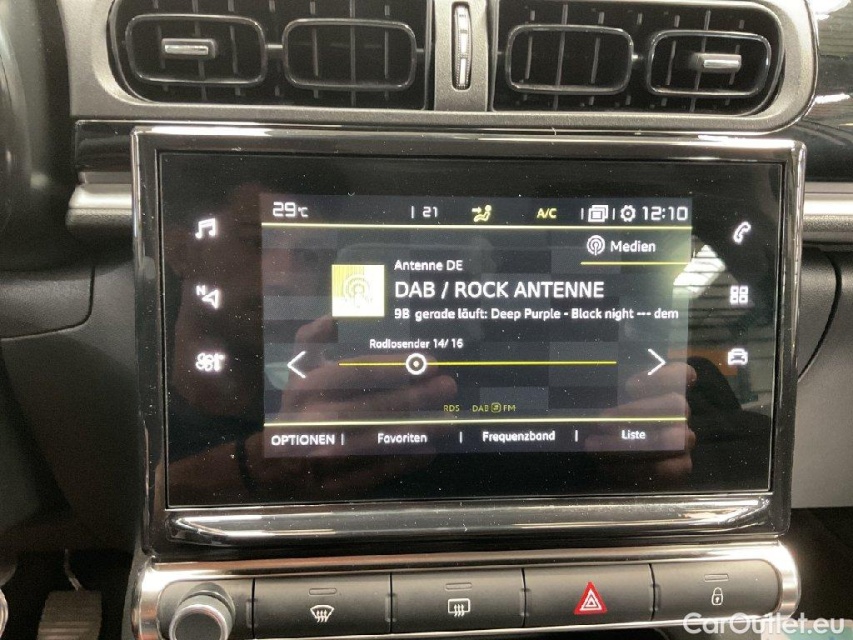 29°C | 21 A/C 12:10
Medien
Antenne DE
DAB / ROCK ANTENNE
9B gerade läuft: Deep Purple - Black night --- dem
Radiosender 14/ 16
N
RDS DAB FM
OPTIONEN | Favoriten | Frequenzband | Liste
CarOutlet.eu